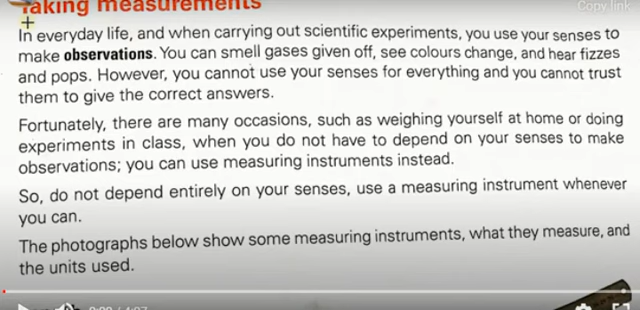 Taking measurements
Copy link
In everyday life, and when carrying out scientific experiments, you use your senses to
make observations. You can smell gases given off, see colours change, and hear fizzes
and pops. However, you cannot use your senses for everything and you cannot trust
them to give the correct answers.
Fortunately, there are many occasions, such as weighing yourself at home or doing
experiments in class, when you do not have to depend on your senses to make
observations; you can use measuring instruments instead.
So, do not depend entirely on your senses, use a measuring instrument whenever
you can.
The photographs below show some measuring instruments, what they measure, and
the units used.